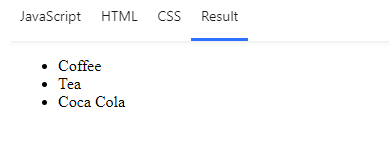 JavaScript HTML CSS Result
Coffee
Tea
Coca Cola